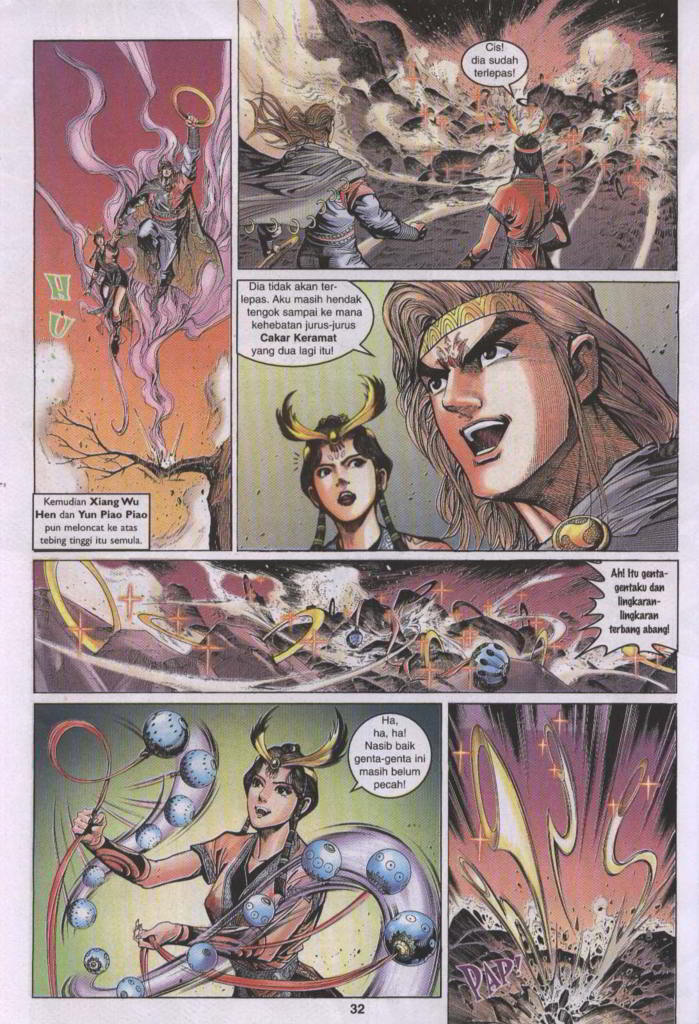 HU
Kemudian Xiang Wu
Hen dan Yun Piao Piao
pun meloncat ke atas
tebing tinggi itu semula.
Cis!
dia sudah
terlepas!
Dia tidak akan ter-
lepas. Aku masih hendak
tengok sampai ke mana
kehebatan jurus-jurus
Cakar Keramat
yang dua lagi itu!
Ah! Itu genta-
gentaku dan
lingkaran-
lingkaran
terbang abang!
Ha,
ha, ha!
Nasib baik
genta-genta ini
masih belum
pecah!
PAP!
32